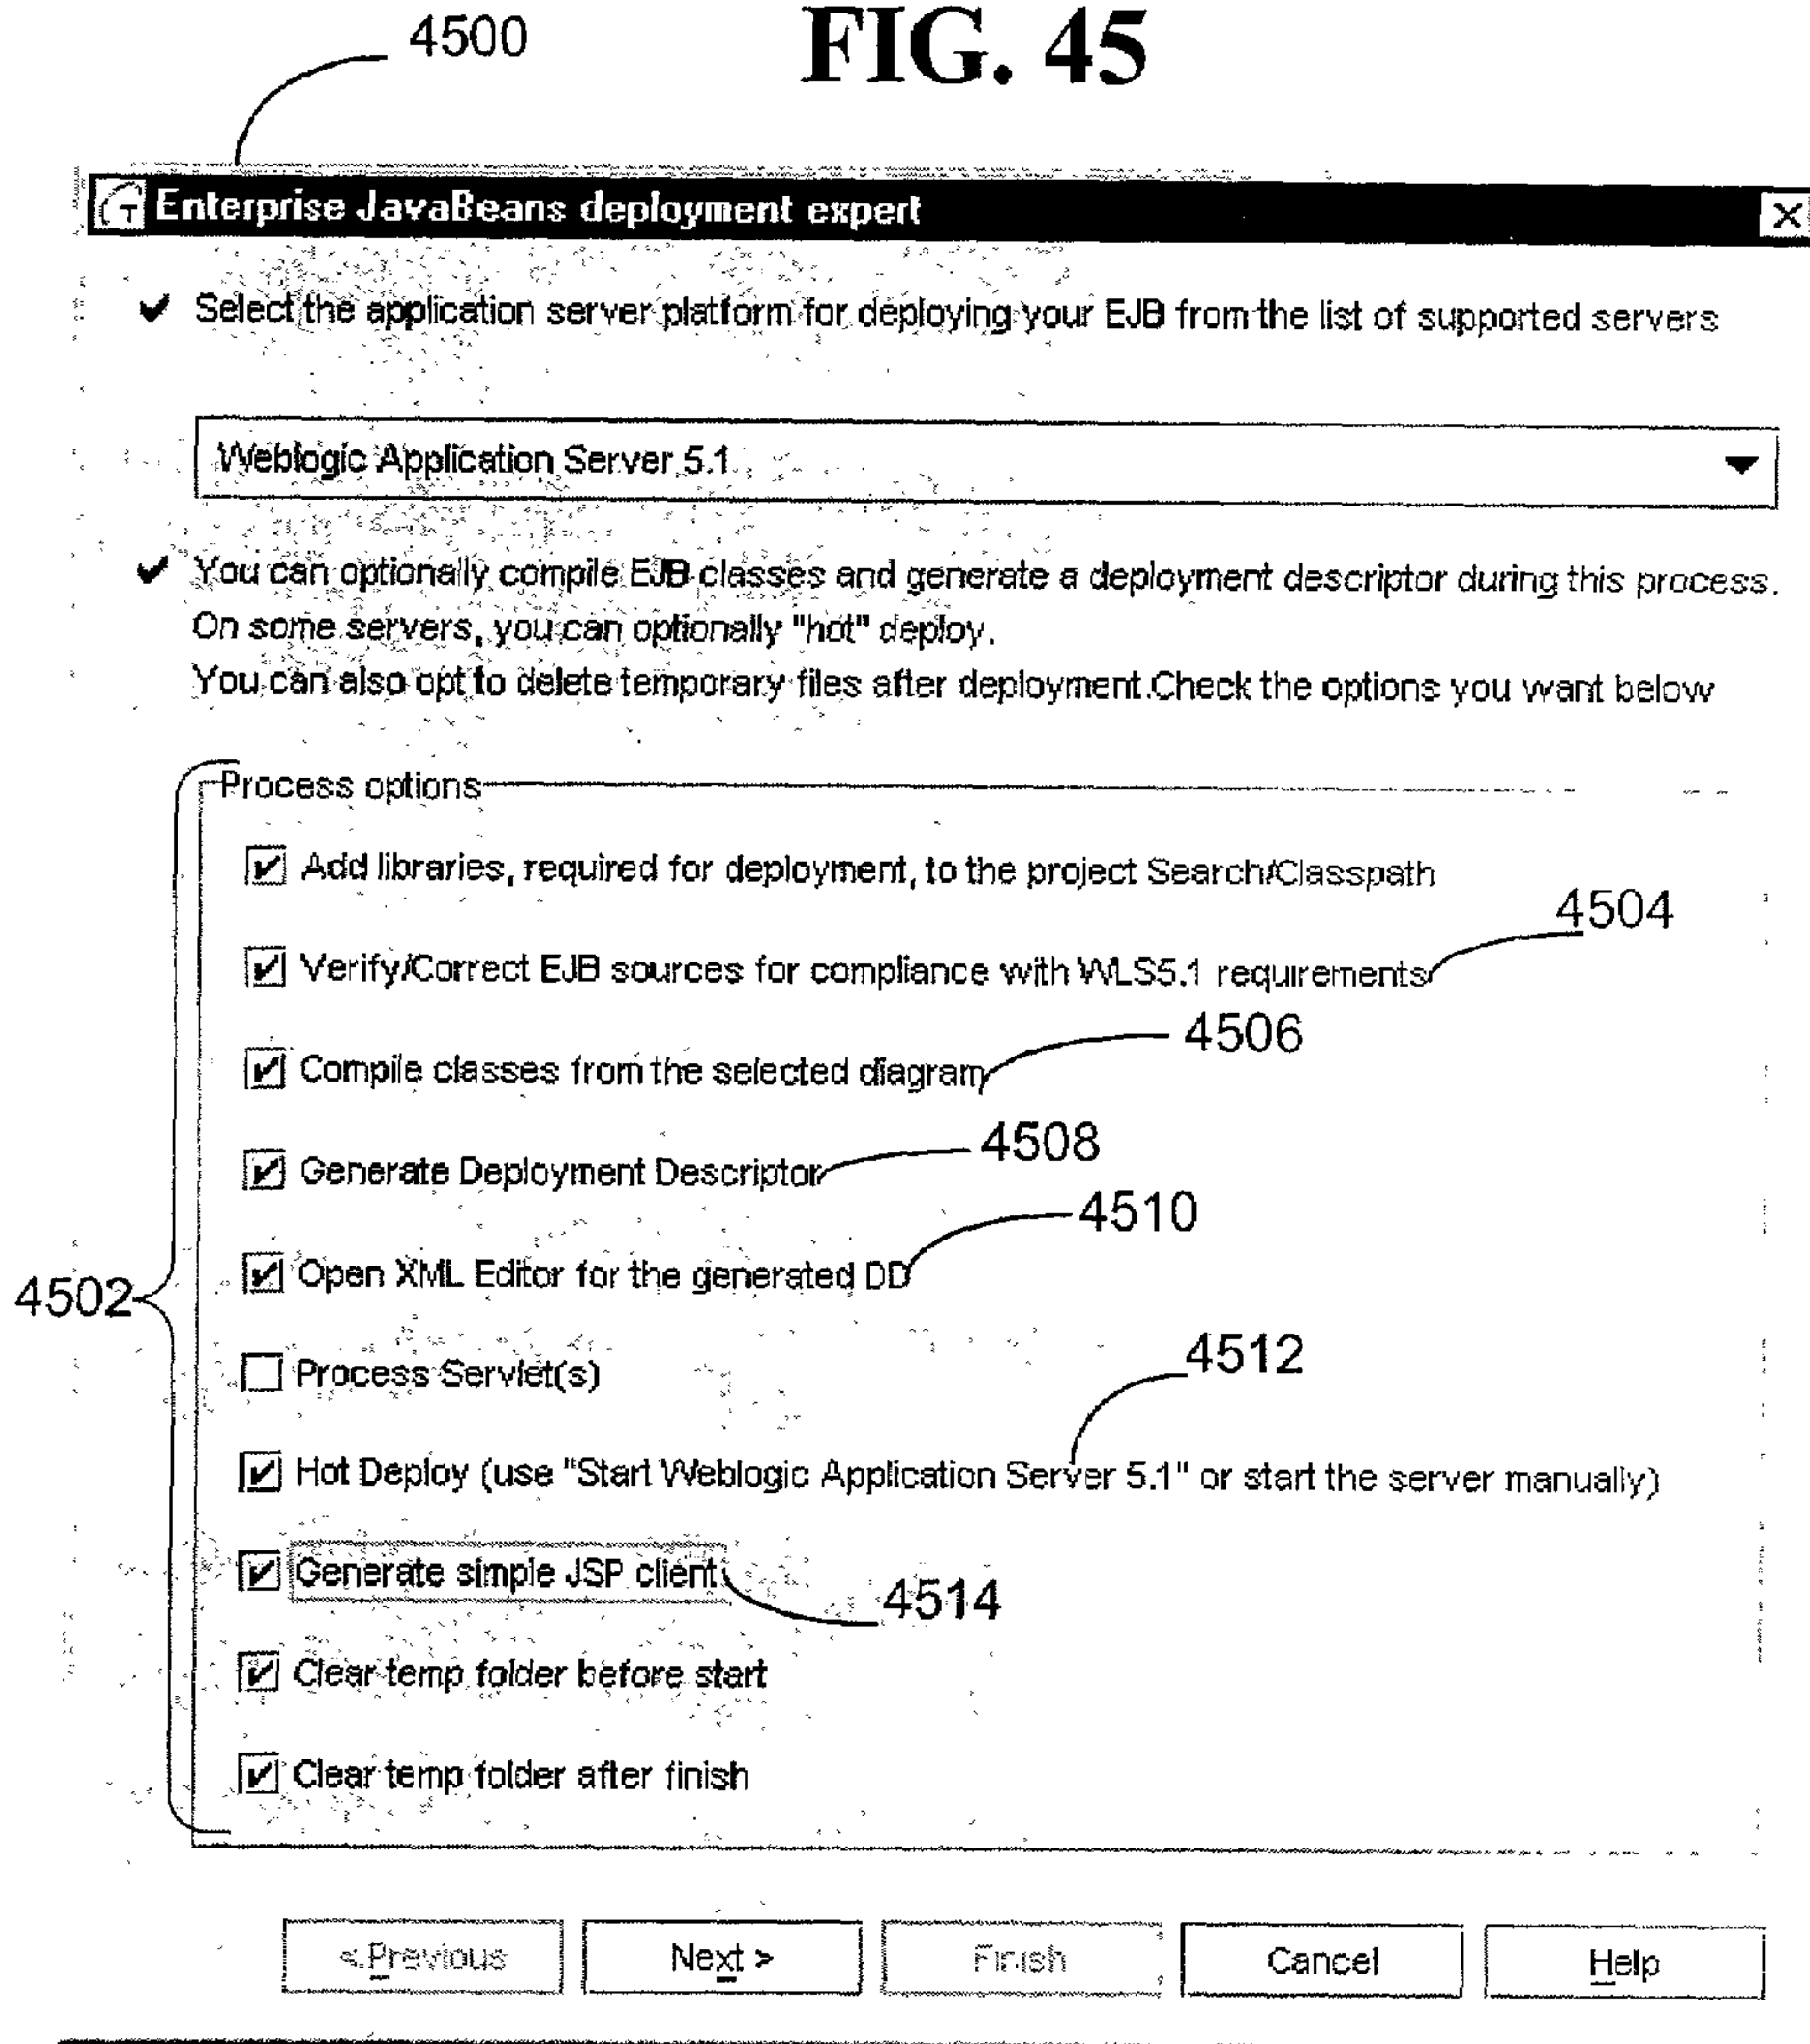 4500
FIG. 45
Enterprise JavaBeans deployment expert
Select the application server platform for deploying your EJB from the list of supported servers
Weblogic Application Server 5.1
You can optionally compile EJB classes and generate a deployment descriptor during this process.
On some servers, you can optionally "hot" deploy.
You can also opt to delete temporary files after deployment.Check the options you want below
Process options
Add libraries, required for deployment, to the project Search/Classpath
4504
Verify/Correct EJB sources for compliance with WLS5.1 requirements
4506
Compile classes from the selected diagram
4508
Generate Deployment Descriptor
4510
Open XML Editor for the generated DD
4502
4512
Process Servlet(s)
Hot Deploy (use "Start Weblogic Application Server 5.1" or start the server manually)
Generate simple JSP client
4514
Clear temp folder before start
Clear temp folder after finish
< Previous
Next >
Finish
Cancel
Help